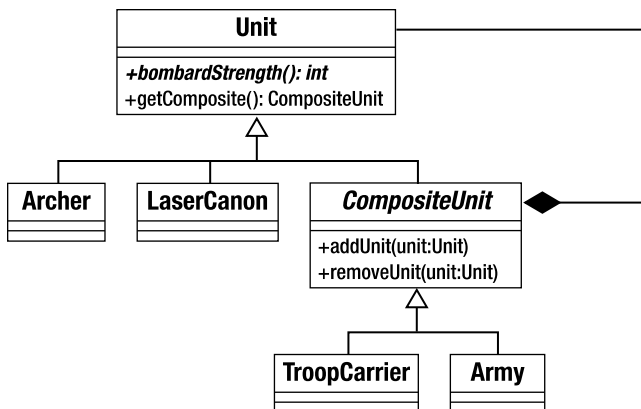 Unit
+bombardStrength(): int
+getComposite(): CompositeUnit
Archer
LaserCanon
CompositeUnit
+addUnit(unit:Unit)
+removeUnit(unit:Unit)
TroopCarrier
Army